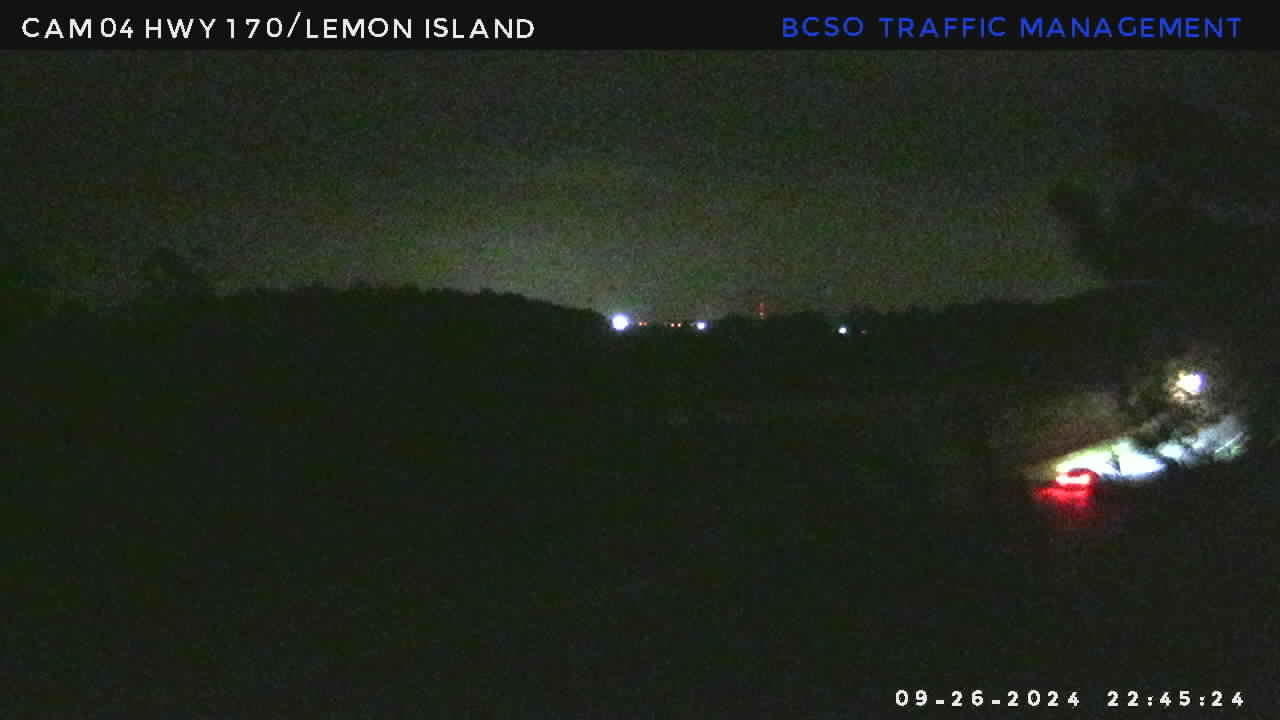 CAM04 HWY 170/LEMON ISLAND
BCSO TRAFFIC MANAGEMENT
09-26-2024 22:45:24